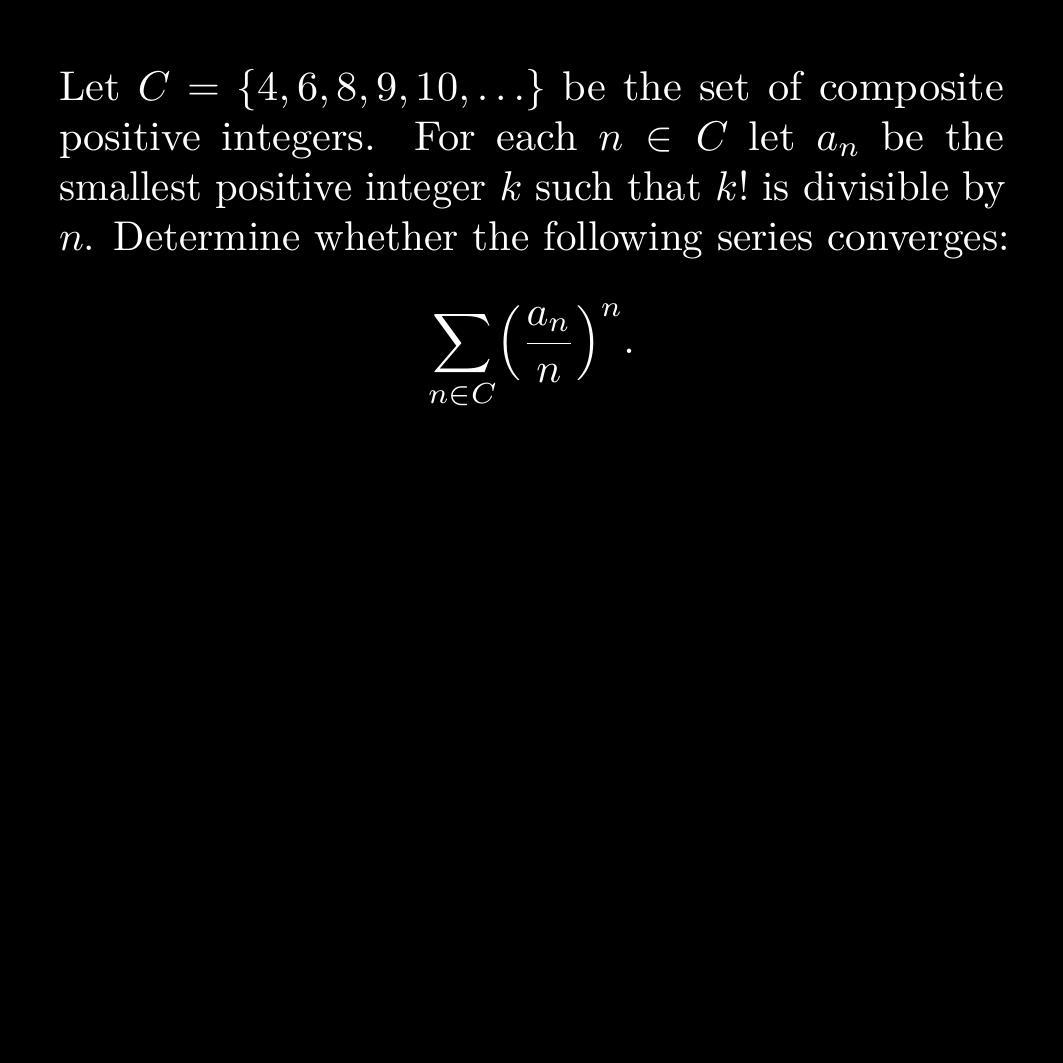 Let $C = \{4, 6, 8, 9, 10, \ldots\}$ be the set of composite
positive integers. For each $n \in C$ let $a_n$ be the
smallest positive integer $k$ such that $k!$ is divisible by
$n$. Determine whether the following series converges:
$$\sum_{n \in C} \left( \frac{a_n}{n} \right)^n.$$